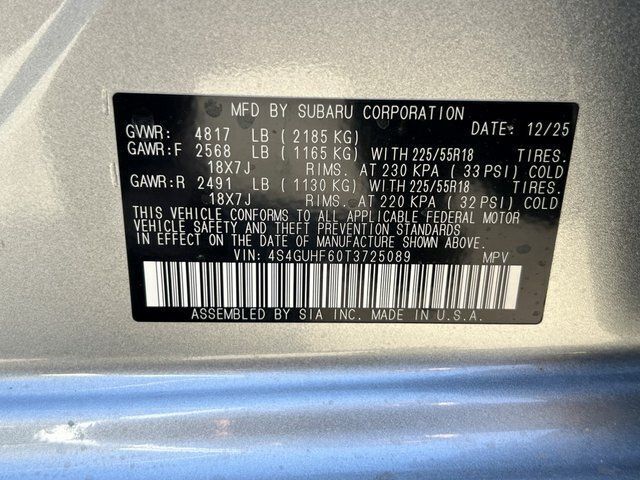 MFD BY SUBARU CORPORATION
GVWR: 4817 LB (2185 KG) DATE: 12/25
GAWR:F 2568 LB (1165 KG) WITH 225/55R18 TIRES.
18X7J RIMS. AT 230 KPA (33 PSI) COLD
GAWR:R 2491 LB (1130 KG) WITH 225/55R18 TIRES.
18X7J RIMS. AT 220 KPA (32 PSI) COLD
THIS VEHICLE CONFORMS TO ALL APPLICABLE FEDERAL MOTOR
VEHICLE SAFETY AND THEFT PREVENTION STANDARDS
IN EFFECT ON THE DATE OF MANUFACTURE SHOWN ABOVE.
VIN: 4S4GUHF60T3725089 MPV
ASSEMBLED BY SIA INC. MADE IN U.S.A.